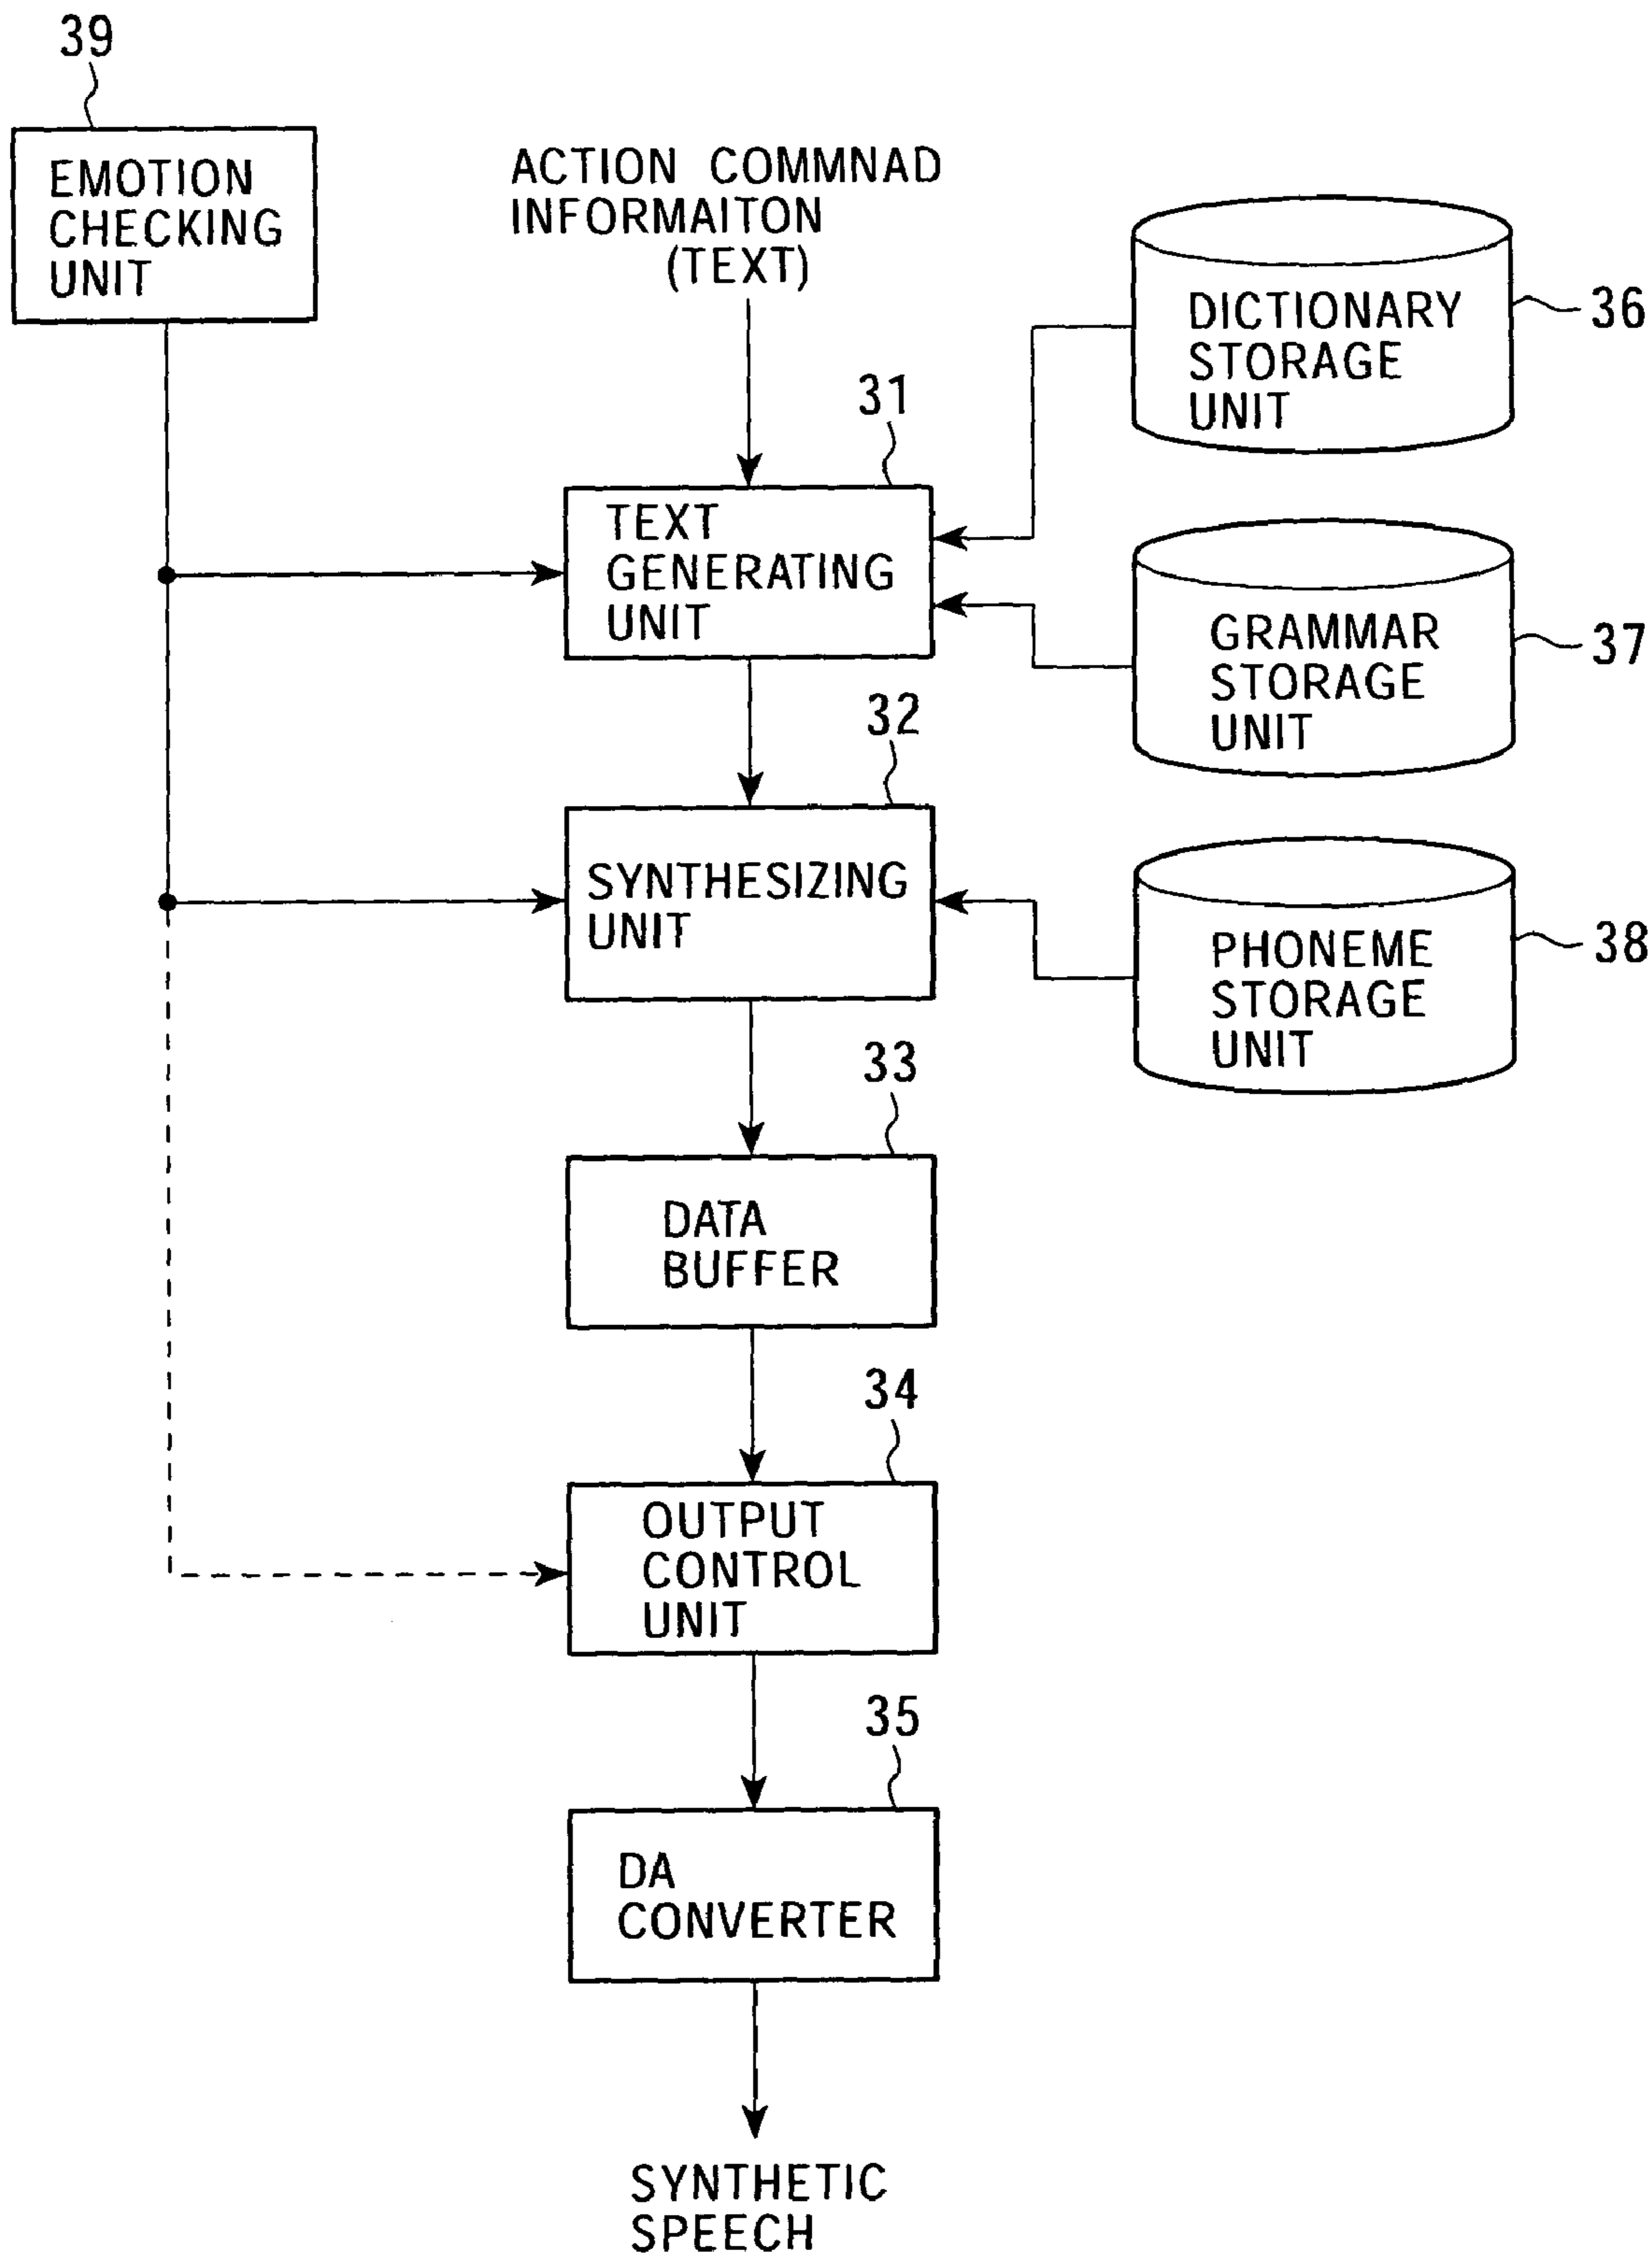 39
EMOTION
CHECKING
UNIT
ACTION COMMNAD
INFORMAITON
(TEXT)
DICTIONARY
STORAGE
UNIT
36
31
TEXT
GENERATING
UNIT
GRAMMAR
STORAGE
UNIT
37
32
SYNTHESIZING
UNIT
PHONEME
STORAGE
UNIT
38
33
DATA
BUFFER
34
OUTPUT
CONTROL
UNIT
35
DA
CONVERTER
SYNTHETIC
SPEECH